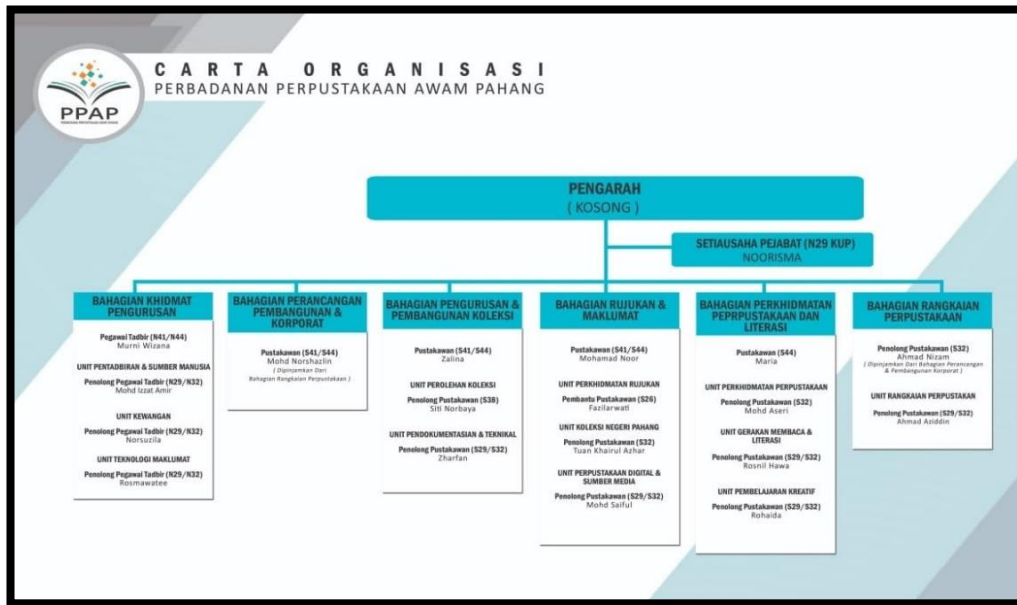 PPAP
CARTA ORGANISASI
PERBADANAN PERPUSTAKAAN AWAM PAHANG
PENGARAH
( KOSONG )
SETIAUSAHA PEJABAT (N29 KUP)
NOORISMA
BAHAGIAN KHIDMAT
PENGURUSAN
Pegawai Tadbir (N41/N44)
Murni Wizana
UNIT PENTADBIRAN & SUMBER MANUSIA
Penolong Pegawai Tadbir (N29/N32)
Mohd Izzat Amir
UNIT KEWANGAN
Penolong Pegawai Tadbir (N29/N32)
Norsuzila
UNIT TEKNOLOGI MAKLUMAT
Penolong Pegawai Tadbir (N29/N32)
Rosmawatee
BAHAGIAN PERANCANGAN
PEMBANGUNAN &
KORPORAT
Pustakawan (S41/S44)
Mohd Norshazlin
( Dipinjamkan Dari
Bahagian Rangkaian Perpustakaan )
BAHAGIAN PENGURUSAN &
PEMBANGUNAN KOLEKSI
Pustakawan (S41/S44)
Zalina
UNIT PEROLEHAN KOLEKSI
Penolong Pustakawan (S38)
Siti Norbaya
UNIT PENDOKUMENTASIAN & TEKNIKAL
Penolong Pustakawan (S29/S32)
Zharfan
BAHAGIAN RUJUKAN &
MAKLUMAT
Pustakawan (S41/S44)
Mohamad Noor
UNIT PERKHIDMATAN RUJUKAN
Pembantu Pustakawan (S26)
Fazilarwati
UNIT KOLEKSI NEGERI PAHANG
Penolong Pustakawan (S32)
Tuan Khairul Azhar
UNIT PERPUSTAKAAN DIGITAL &
SUMBER MEDIA
Penolong Pustakawan (S29/S32)
Mohd Saiful
BAHAGIAN PERKHIDMATAN
PEPRPUSTAKAAN DAN
LITERASI
Pustakawan (S44)
Maria
UNIT PERKHIDMATAN PERPUSTAKAAN
Penolong Pustakawan (S32)
Mohd Aseri
UNIT GERAKAN MEMBACA &
LITERASI
Penolong Pustakawan (S29/S32)
Rosnil Hawa
UNIT PEMBELAJARAN KREATIF
Penolong Pustakawan (S29/S32)
Rohaida
BAHAGIAN RANGKAIAN
PERPUSTAKAAN
Penolong Pustakawan (S32)
Ahmad Nizam
( Dipinjamkan Dari Bahagian Perancangan
& Pembangunan Korporat )
UNIT RANGKAIAN PERPUSTAKAN
Penolong Pustakawan (S29/S32)
Ahmad Aziddin